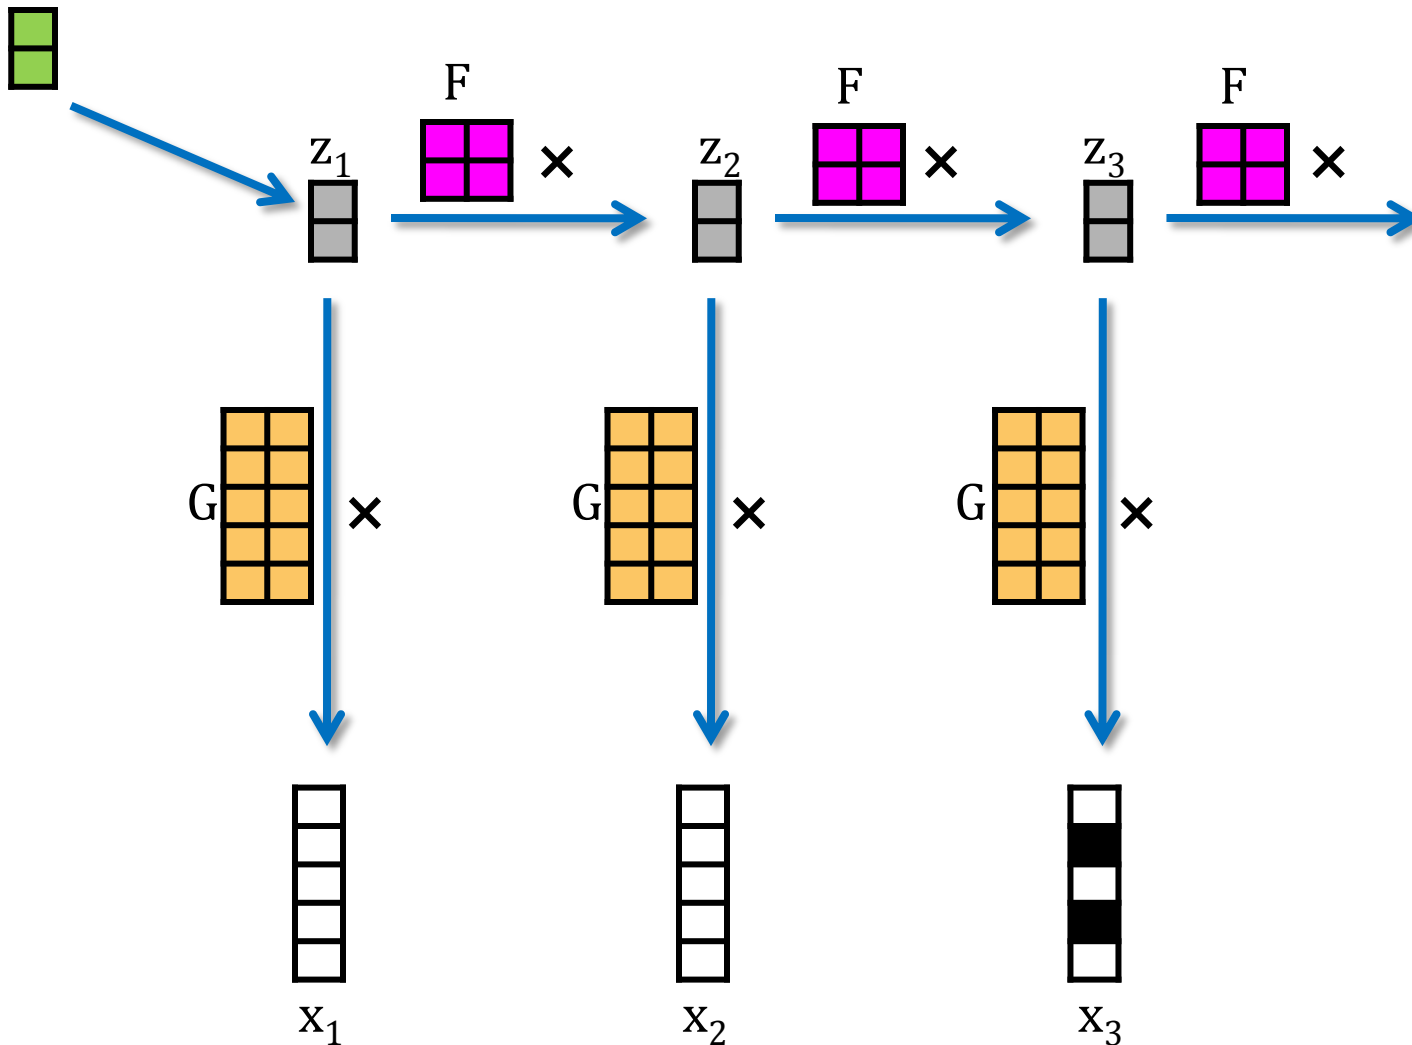 F F F
z₁ z₂ z₃
× × ×
G G G
× × ×
x₁ x₂ x₃